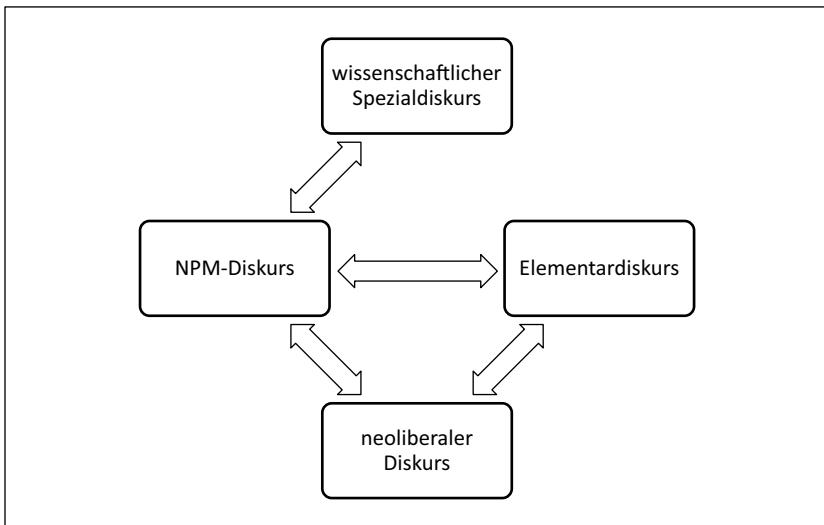 wissenschaftlicher
Spezialdiskurs
NPM-Diskurs
Elementardiskurs
neoliberaler
Diskurs